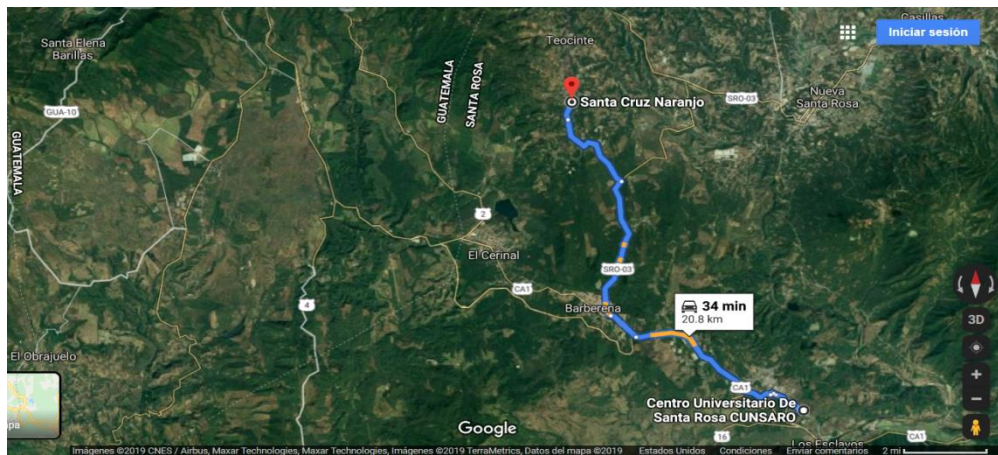 Casillas
Iniciar sesión
Santa Elena
Barillas
Teocinte
GUATEMALA
SANTA ROSA
Santa Cruz Naranjo
SRO-03
Nueva
Santa Rosa
GUA-10
GUATEMALA
2
El Cerinal
SRO-03
CA1
4
Barberena
34 min
20.8 km
3D
El Obrajuelo
CA1
Centro Universitario De
Santa Rosa CUNSARO
apa
Google
16
Los Esclavos
CA1
Imágenes ©2019 CNES / Airbus, Maxar Technologies, Maxar Technologies, Imágenes ©2019 TerraMetrics, Datos del mapa ©2019 Estados Unidos Condiciones Enviar comentarios 2 mi